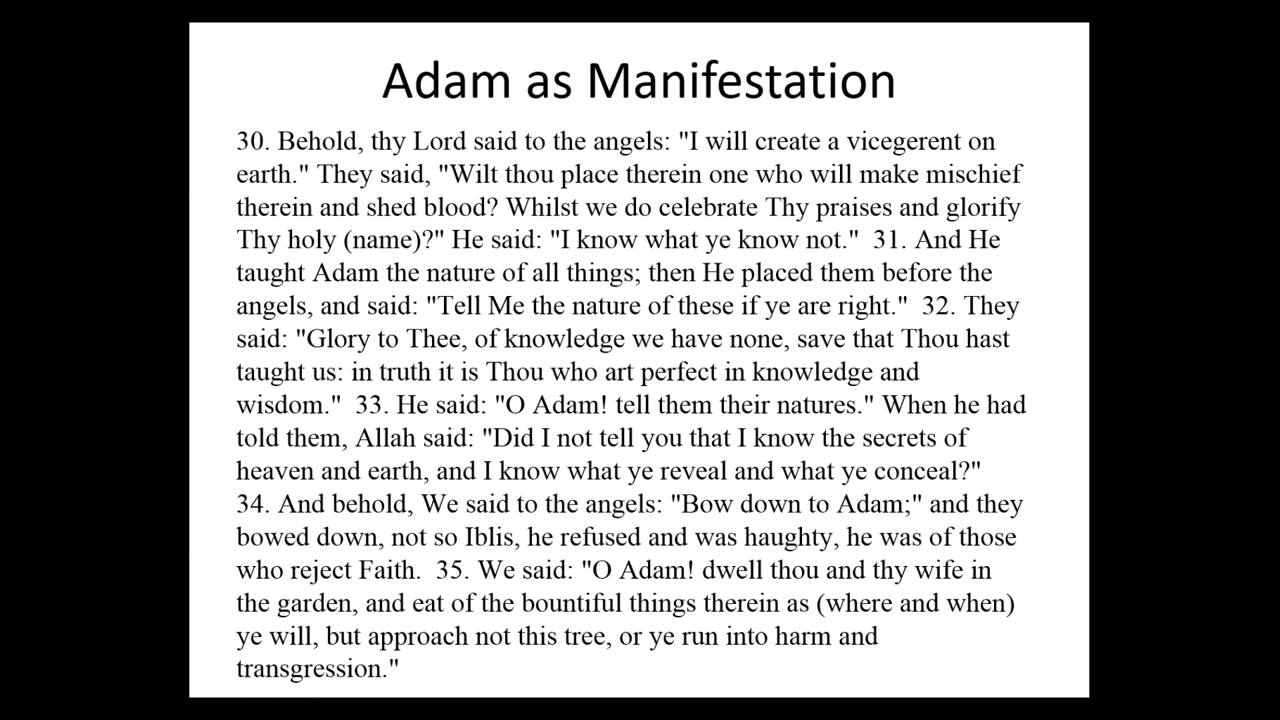 Adam as Manifestation
30. Behold, thy Lord said to the angels: "I will create a vicegerent on
earth." They said, "Wilt thou place therein one who will make mischief
therein and shed blood? Whilst we do celebrate Thy praises and glorify
Thy holy (name)?" He said: "I know what ye know not."  31. And He
taught Adam the nature of all things; then He placed them before the
angels, and said: "Tell Me the nature of these if ye are right."  32. They
said: "Glory to Thee, of knowledge we have none, save that Thou hast
taught us: in truth it is Thou who art perfect in knowledge and
wisdom."  33. He said: "O Adam! tell them their natures." When he had
told them, Allah said: "Did I not tell you that I know the secrets of
heaven and earth, and I know what ye reveal and what ye conceal?"
34. And behold, We said to the angels: "Bow down to Adam;" and they
bowed down, not so Iblis, he refused and was haughty, he was of those
who reject Faith.  35. We said: "O Adam! dwell thou and thy wife in
the garden, and eat of the bountiful things therein as (where and when)
ye will, but approach not this tree, or ye run into harm and
transgression."